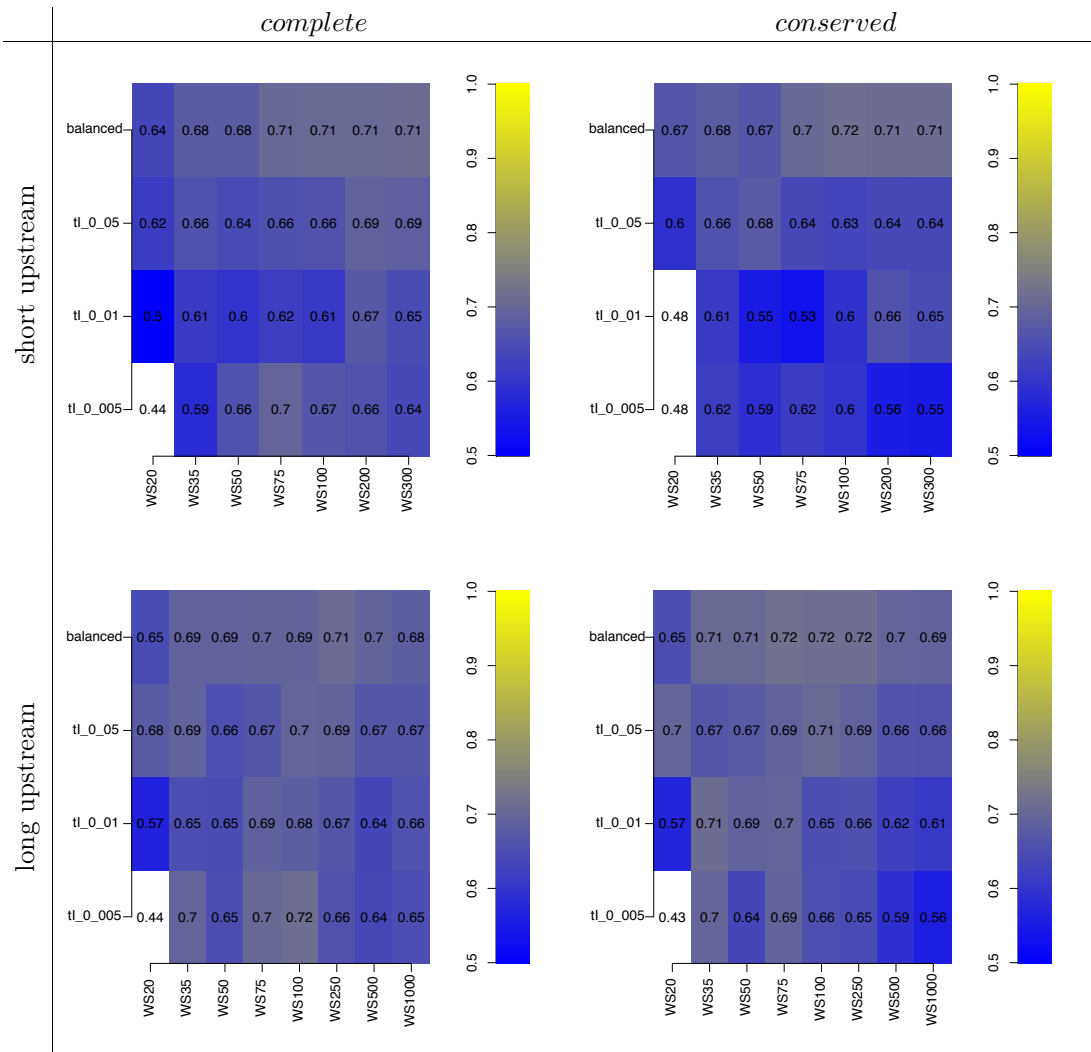 complete conserved
short upstream
balanced 0.64 0.68 0.68 0.71 0.71 0.71 0.71
tl_0_05 0.62 0.66 0.64 0.66 0.66 0.69 0.69
tl_0_01 0.5 0.61 0.6 0.62 0.61 0.67 0.65
tl_0_005 0.44 0.59 0.66 0.7 0.67 0.66 0.64
WS20 WS35 WS50 WS75 WS100 WS200 WS300
0.5 0.6 0.7 0.8 0.9 1.0
balanced 0.67 0.68 0.67 0.7 0.72 0.71 0.71
tl_0_05 0.6 0.66 0.68 0.64 0.63 0.64 0.64
tl_0_01 0.48 0.61 0.55 0.53 0.6 0.66 0.65
tl_0_005 0.48 0.62 0.59 0.62 0.6 0.56 0.55
WS20 WS35 WS50 WS75 WS100 WS200 WS300
0.5 0.6 0.7 0.8 0.9 1.0
long upstream
balanced 0.65 0.69 0.69 0.7 0.69 0.71 0.7 0.68
tl_0_05 0.68 0.69 0.66 0.67 0.7 0.69 0.67 0.67
tl_0_01 0.57 0.65 0.65 0.69 0.68 0.67 0.64 0.66
tl_0_005 0.44 0.7 0.65 0.7 0.72 0.66 0.64 0.65
WS20 WS35 WS50 WS75 WS100 WS250 WS500 WS1000
0.5 0.6 0.7 0.8 0.9 1.0
balanced 0.65 0.71 0.71 0.72 0.72 0.72 0.7 0.69
tl_0_05 0.7 0.67 0.67 0.69 0.71 0.69 0.66 0.66
tl_0_01 0.57 0.71 0.69 0.7 0.65 0.66 0.62 0.61
tl_0_005 0.43 0.7 0.64 0.69 0.66 0.65 0.59 0.56
WS20 WS35 WS50 WS75 WS100 WS250 WS500 WS1000
0.5 0.6 0.7 0.8 0.9 1.0